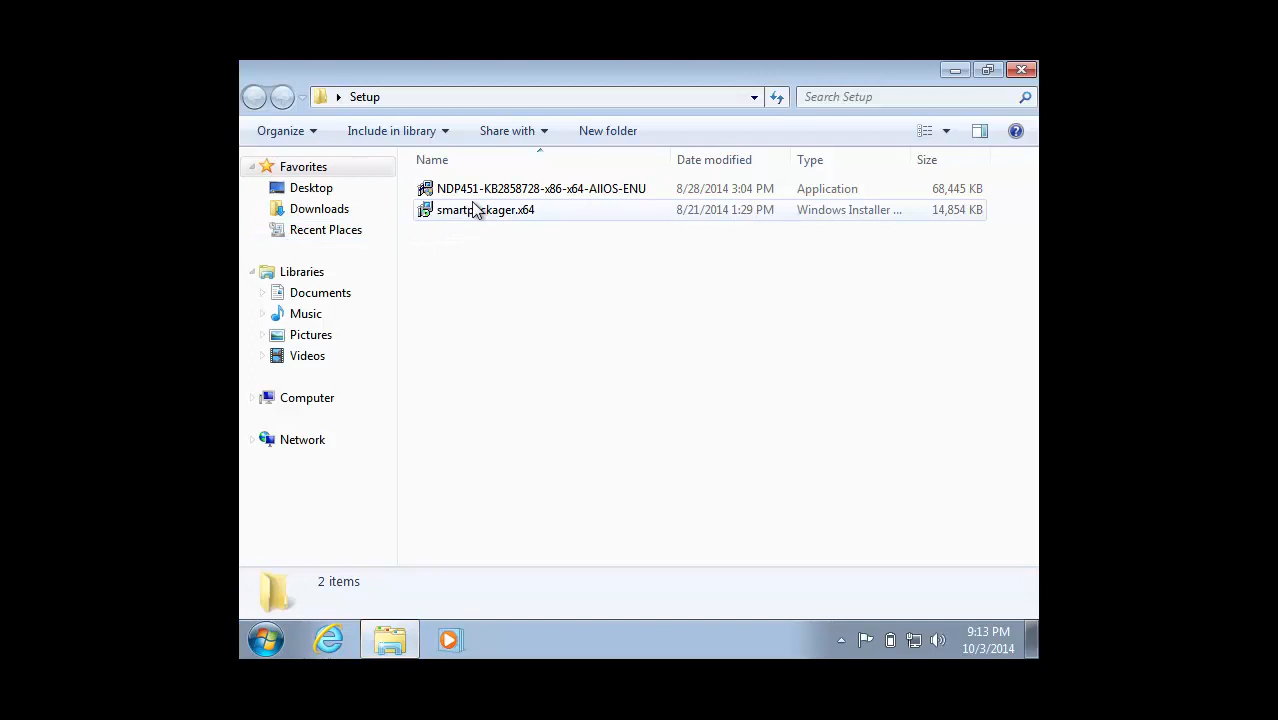 Setup
Search Setup
Organize
Include in library
Share with
New folder
Name
Date modified
Type
Size
Favorites
Desktop
Downloads
Recent Places
Libraries
Documents
Music
Pictures
Videos
Computer
Network
NDP451-KB2858728-x86-x64-AllOS-ENU 8/28/2014 3:04 PM Application 68,445 KB
smartpackager.x64 8/21/2014 1:29 PM Windows Installer ... 14,854 KB
2 items
9:13 PM
10/3/2014